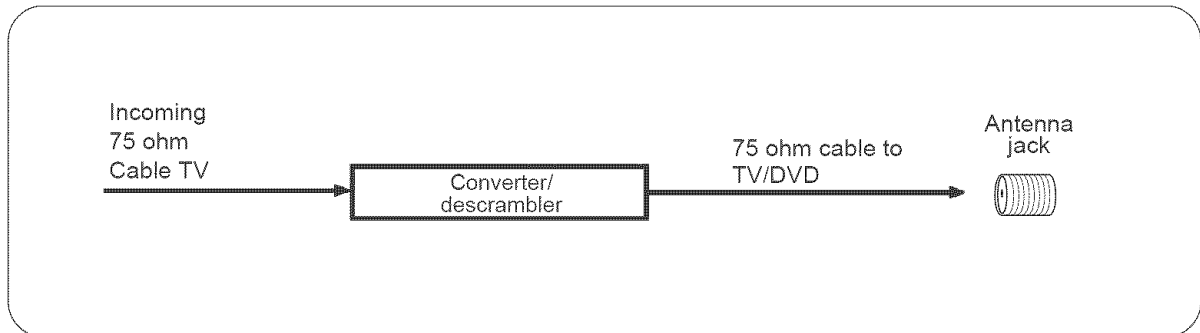 Incoming
75 ohm
Cable TV
Converter/
descrambler
75 ohm cable to
TV/DVD
Antenna
jack